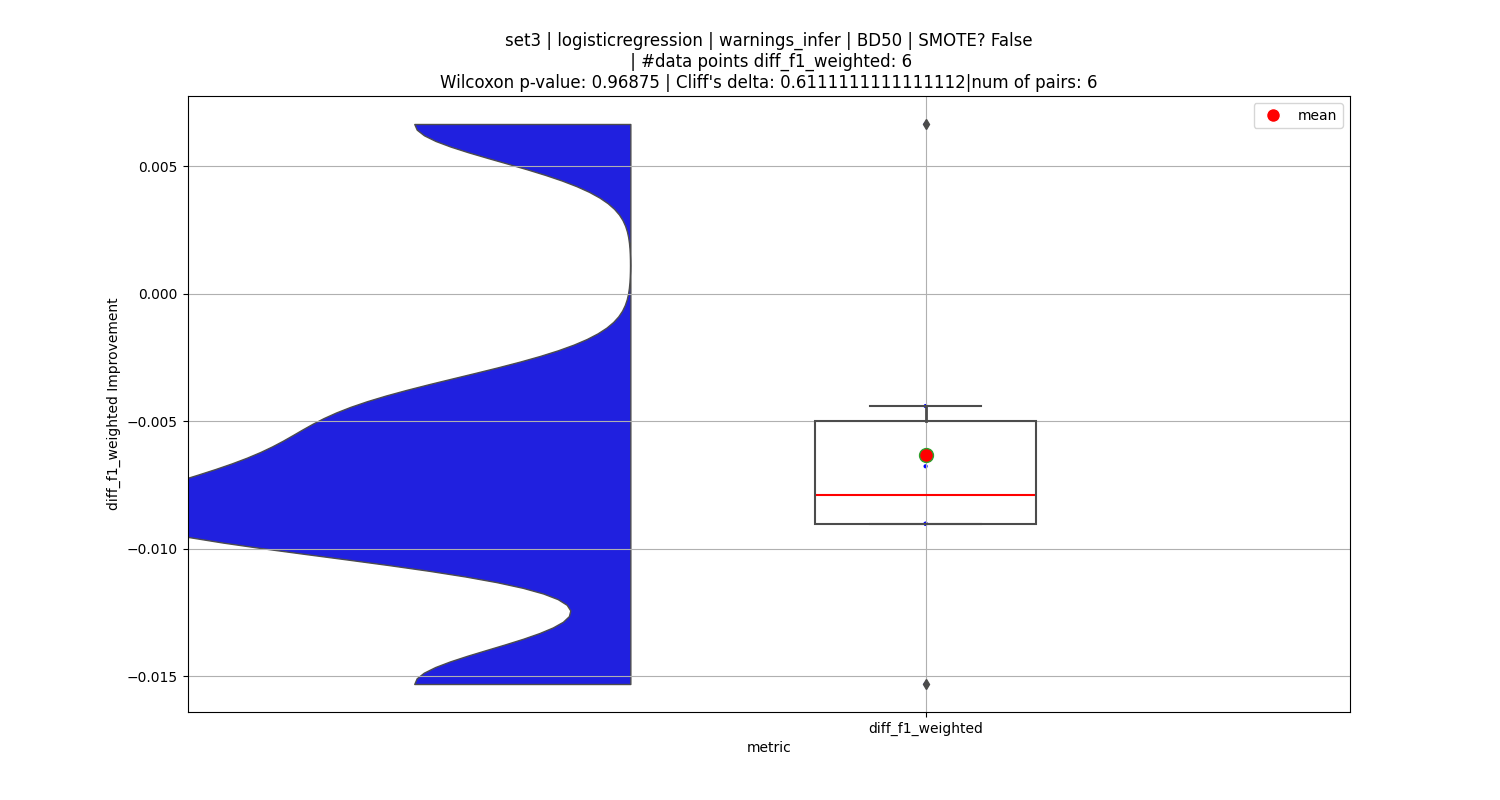 set3 | logisticregression | warnings_infer | BD50 | SMOTE? False
| #data points diff_f1_weighted: 6
Wilcoxon p-value: 0.96875 | Cliff's delta: 0.6111111111111112|num of pairs: 6
mean
0.005
0.000
−0.005
−0.010
−0.015
diff_f1_weighted Improvement
diff_f1_weighted
metric